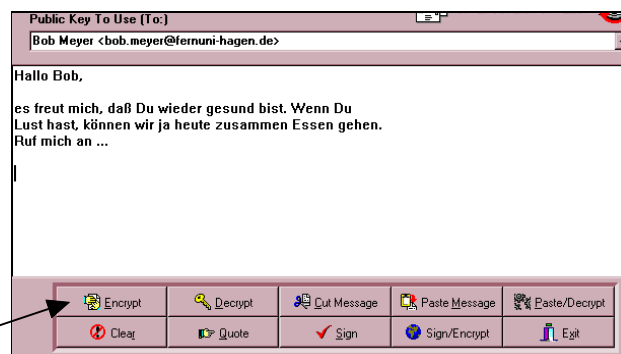 Public Key To Use (To:)
Bob Meyer <bob.meyer@fernuni-hagen.de>
Hallo Bob,
es freut mich, daß Du wieder gesund bist. Wenn Du
Lust hast, können wir ja heute zusammen Essen gehen.
Ruf mich an ...
Encrypt Decrypt Cut Message Paste Message Paste/Decrypt
Clear Quote Sign Sign/Encrypt Exit